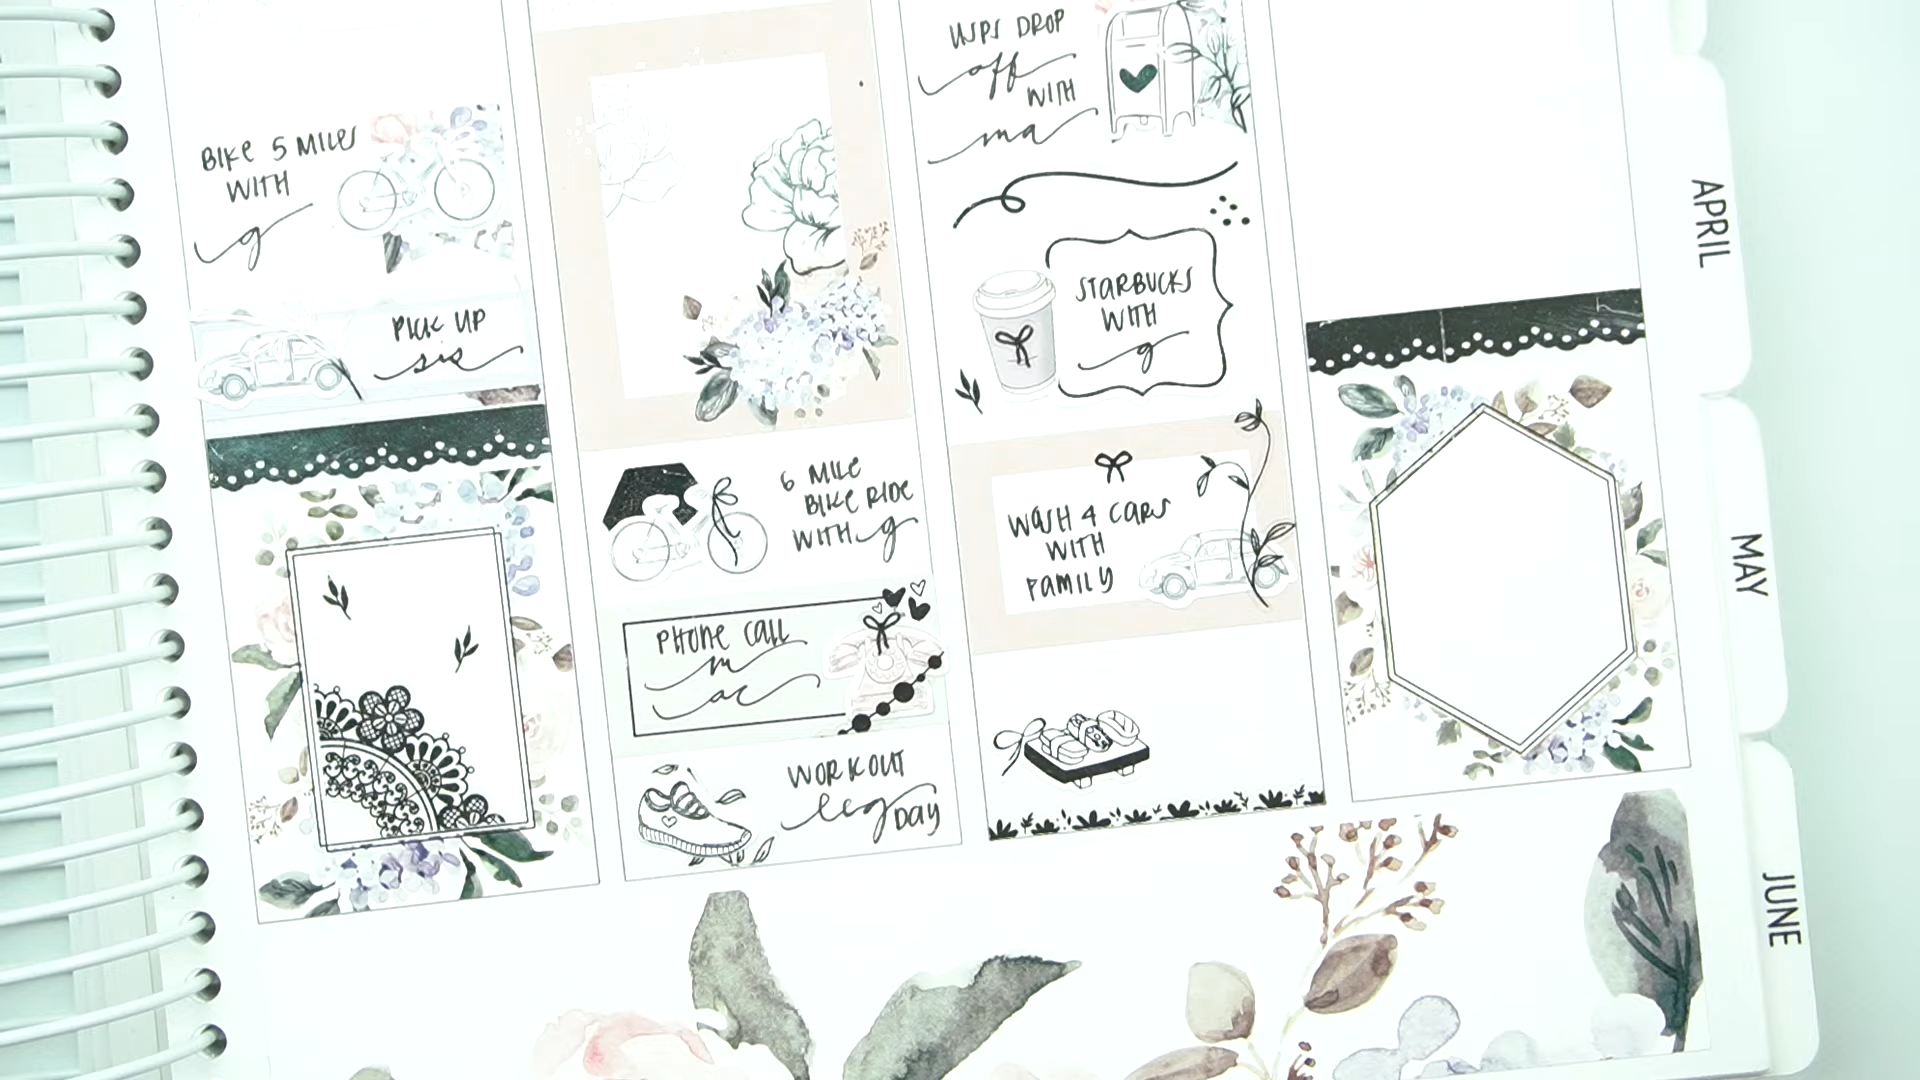 BIKE 5 MILES
WITH
g
PICK UP
sis
6 MILE
BIKE RIDE
WITH g
PHONE CALL
m
ac
WORKOUT
leg DAY
USPS DROP
off
WITH
ma
STARBUCKS
WITH
g
WASH 4 CARS
WITH
FAMILY
APRIL
MAY
JUNE